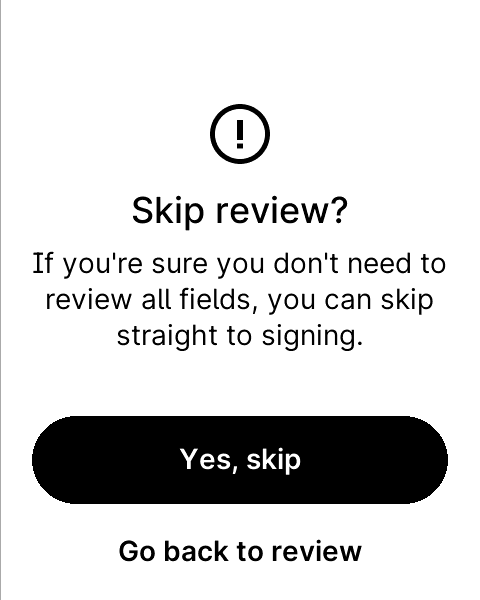 Skip review?
If you're sure you don't need to
review all fields, you can skip
straight to signing.
Yes, skip
Go back to review